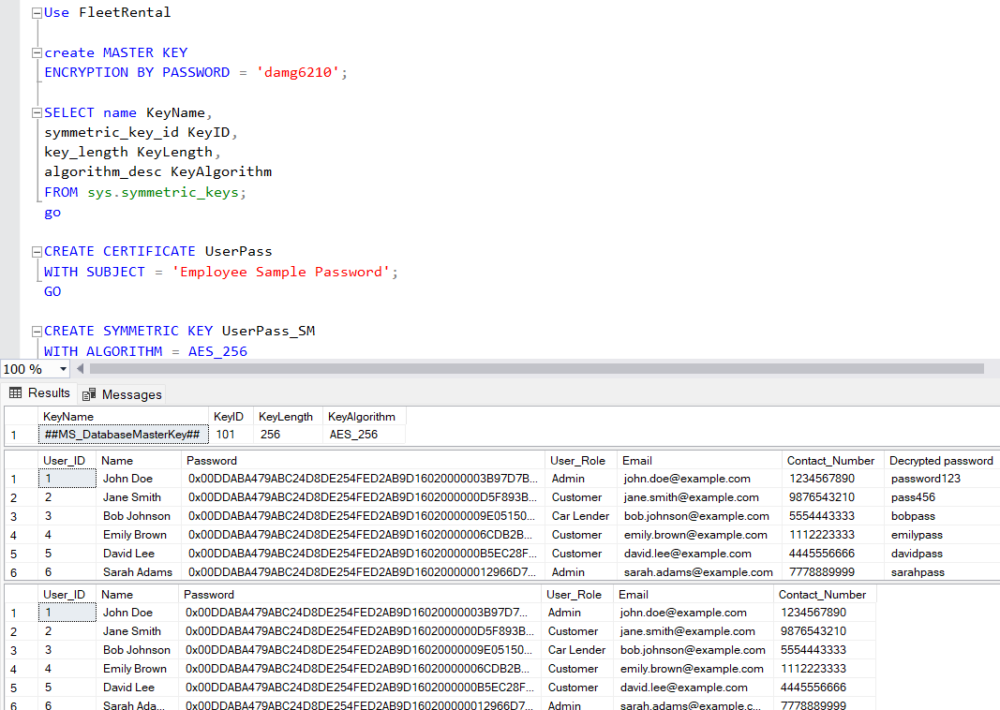 Use FleetRental
create MASTER KEY
ENCRYPTION BY PASSWORD = 'damg6210';
SELECT name KeyName,
symmetric_key_id KeyID,
key_length KeyLength,
algorithm_desc KeyAlgorithm
FROM sys.symmetric_keys;
go
CREATE CERTIFICATE UserPass
WITH SUBJECT = 'Employee Sample Password';
GO
CREATE SYMMETRIC KEY UserPass_SM
WITH ALGORITHM = AES_256
100 %
Results Messages
KeyName KeyID KeyLength KeyAlgorithm
1 ##MS_DatabaseMasterKey## 101 256 AES_256
User_ID Name Password User_Role Email Contact_Number Decrypted password
1 1 John Doe 0x00DDABA479ABC24D8DE254FED2AB9D16020000003B97D7B... Admin john.doe@example.com 1234567890 password123
2 2 Jane Smith 0x00DDABA479ABC24D8DE254FED2AB9D1602000000D5F893B... Customer jane.smith@example.com 9876543210 pass456
3 3 Bob Johnson 0x00DDABA479ABC24D8DE254FED2AB9D16020000009E05150... Car Lender bob.johnson@example.com 5554443333 bobpass
4 4 Emily Brown 0x00DDABA479ABC24D8DE254FED2AB9D16020000006CDB2B... Customer emily.brown@example.com 1112223333 emilypass
5 5 David Lee 0x00DDABA479ABC24D8DE254FED2AB9D1602000000B5EC28F... Customer david.lee@example.com 4445556666 davidpass
6 6 Sarah Adams 0x00DDABA479ABC24D8DE254FED2AB9D160200000012966D7... Admin sarah.adams@example.com 7778889999 sarahpass
User_ID Name Password User_Role Email Contact_Number
1 1 John Doe 0x00DDABA479ABC24D8DE254FED2AB9D16020000003B97D7... Admin john.doe@example.com 1234567890
2 2 Jane Smith 0x00DDABA479ABC24D8DE254FED2AB9D1602000000D5F893B... Customer jane.smith@example.com 9876543210
3 3 Bob Johnson 0x00DDABA479ABC24D8DE254FED2AB9D16020000009E05150... Car Lender bob.johnson@example.com 5554443333
4 4 Emily Brown 0x00DDABA479ABC24D8DE254FED2AB9D16020000006CDB2B... Customer emily.brown@example.com 1112223333
5 5 David Lee 0x00DDABA479ABC24D8DE254FED2AB9D1602000000B5EC28F... Customer david.lee@example.com 4445556666
6 6 Sarah Ada... 0x00DDABA479ABC24D8DE254FED2AB9D160200000012966D7... Admin sarah.adams@example.c... 7778889999